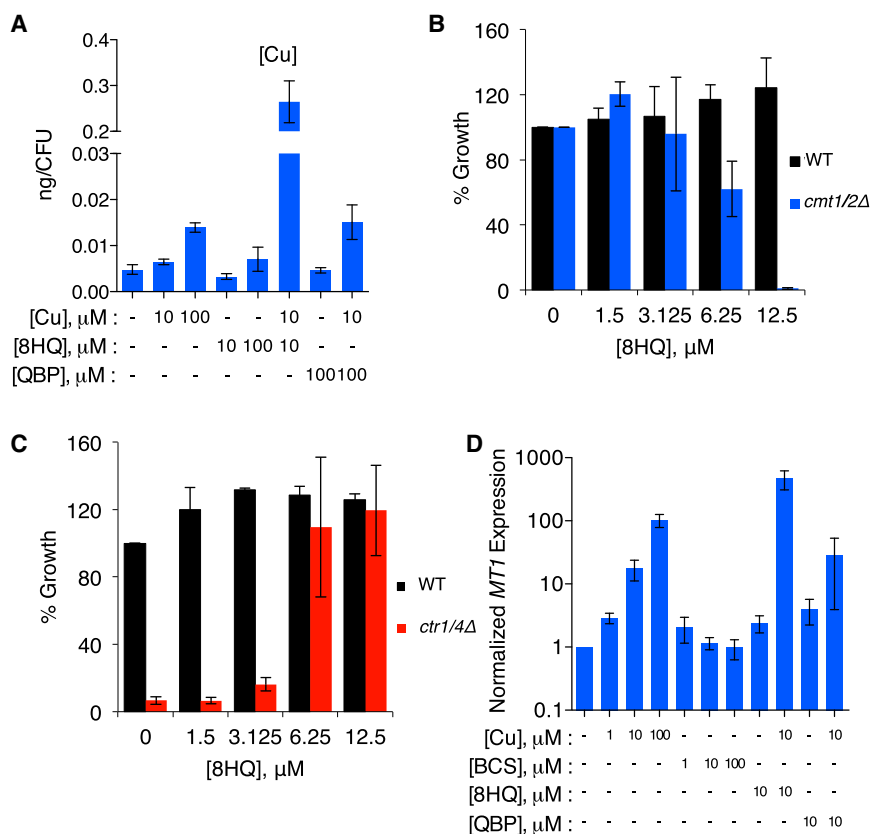 A
[Cu]
ng/CFU
0.4
0.3
0.2
0.03
0.02
0.01
0.00
[Cu], μM : - 10 100 - - 10 - 10
[8HQ], μM : - - - 10 100 10 - -
[QBP], μM : - - - - - - 100 100
B
% Growth
160
120
80
40
0
WT
cmt1/2Δ
0 1.5 3.125 6.25 12.5
[8HQ], μM
C
% Growth
160
120
80
40
0
WT
ctr1/4Δ
0 1.5 3.125 6.25 12.5
[8HQ], μM
D
Normalized MT1 Expression
1000
100
10
1
0.1
[Cu], μM : - 1 10 100 - - - - 10 - 10
[BCS], μM : - - - - 1 10 100 - - - -
[8HQ], μM : - - - - - - - 10 10 - -
[QBP], μM : - - - - - - - - - 10 10